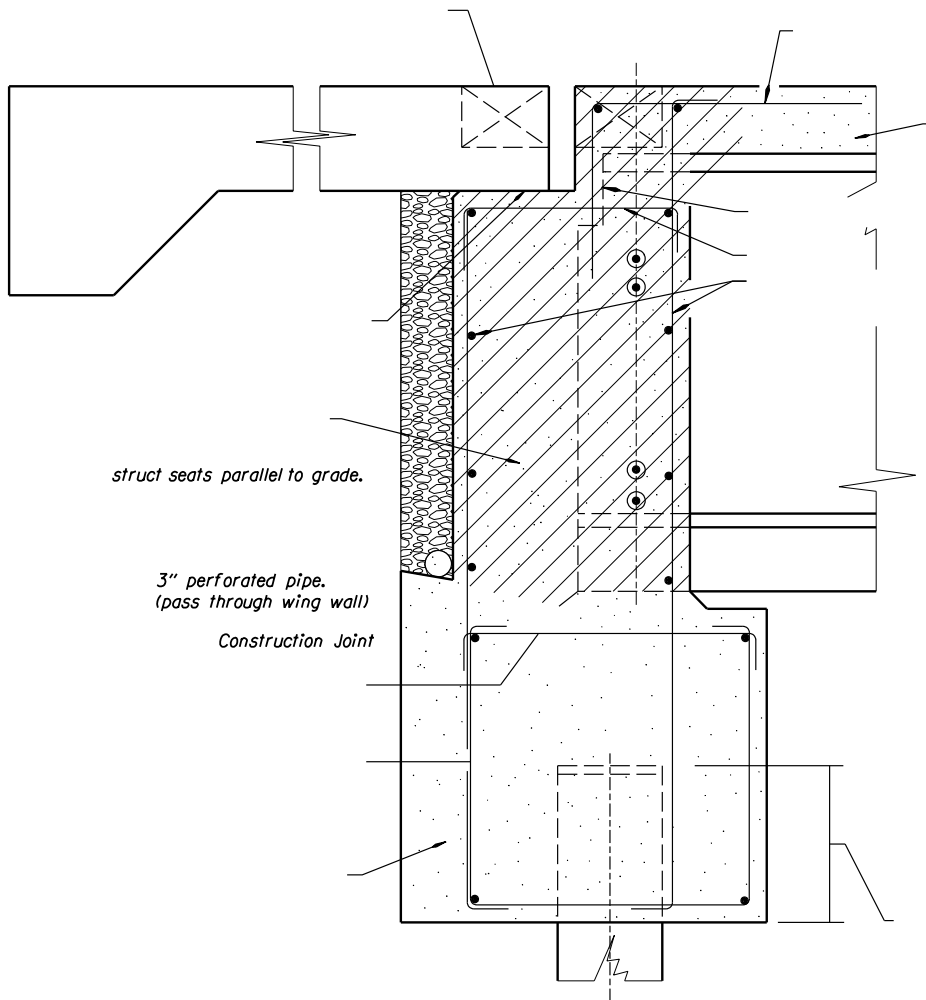 struct seats parallel to grade.
3" perforated pipe.
(pass through wing wall)
Construction Joint